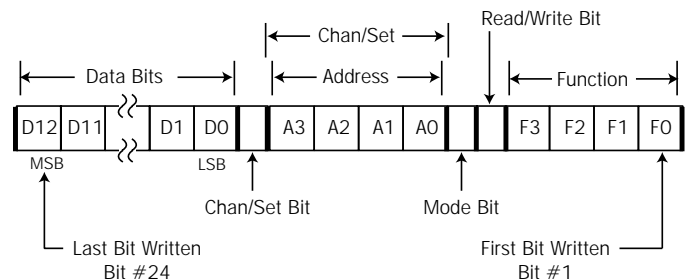 Read/Write Bit
Chan/Set
Data Bits Address Function
D12 D11 D1 D0 A3 A2 A1 A0 F3 F2 F1 F0
MSB LSB
Chan/Set Bit Mode Bit
Last Bit Written First Bit Written
Bit #24 Bit #1